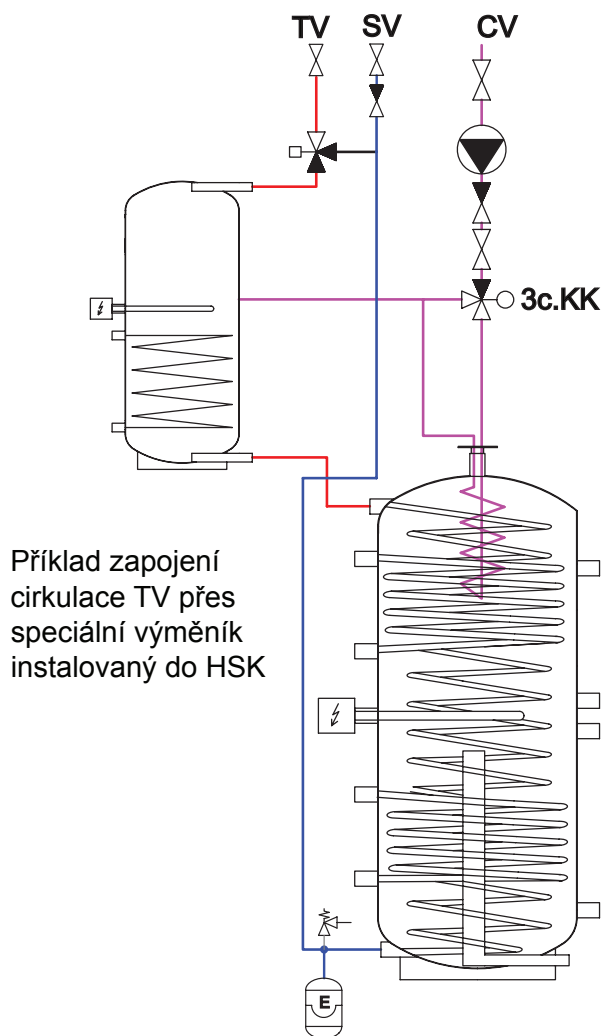 TV SV CV
3c.KK
Příklad zapojení
cirkulace TV přes
speciální výměník
instalovaný do HSK
E